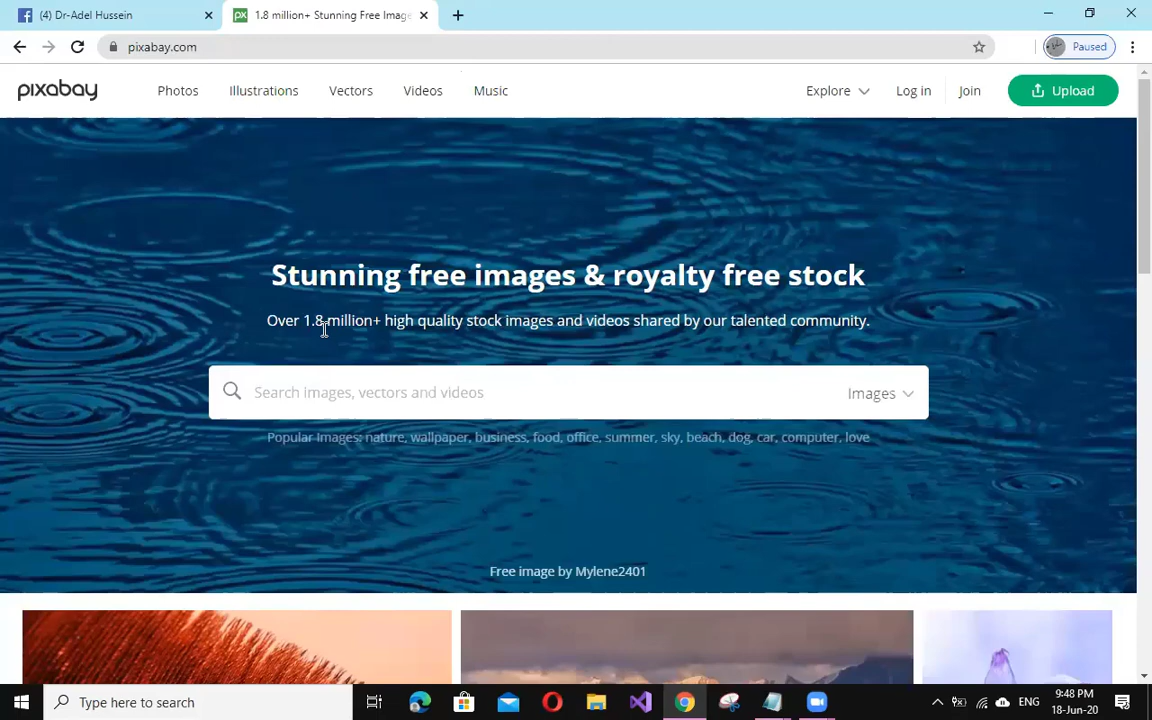 (4) Dr-Adel Hussein
1.8 million+ Stunning Free Image
pixabay.com
Paused
pixabay
Photos
Illustrations
Vectors
Videos
Music
Explore
Log in
Join
Upload
Stunning free images & royalty free stock
Over 1.8 million+ high quality stock images and videos shared by our talented community.
Search images, vectors and videos
Images
Popular Images: nature, wallpaper, business, food, office, summer, sky, beach, dog, car, computer, love
Free image by Mylene2401
Type here to search
ENG
9:48 PM
18-Jun-20